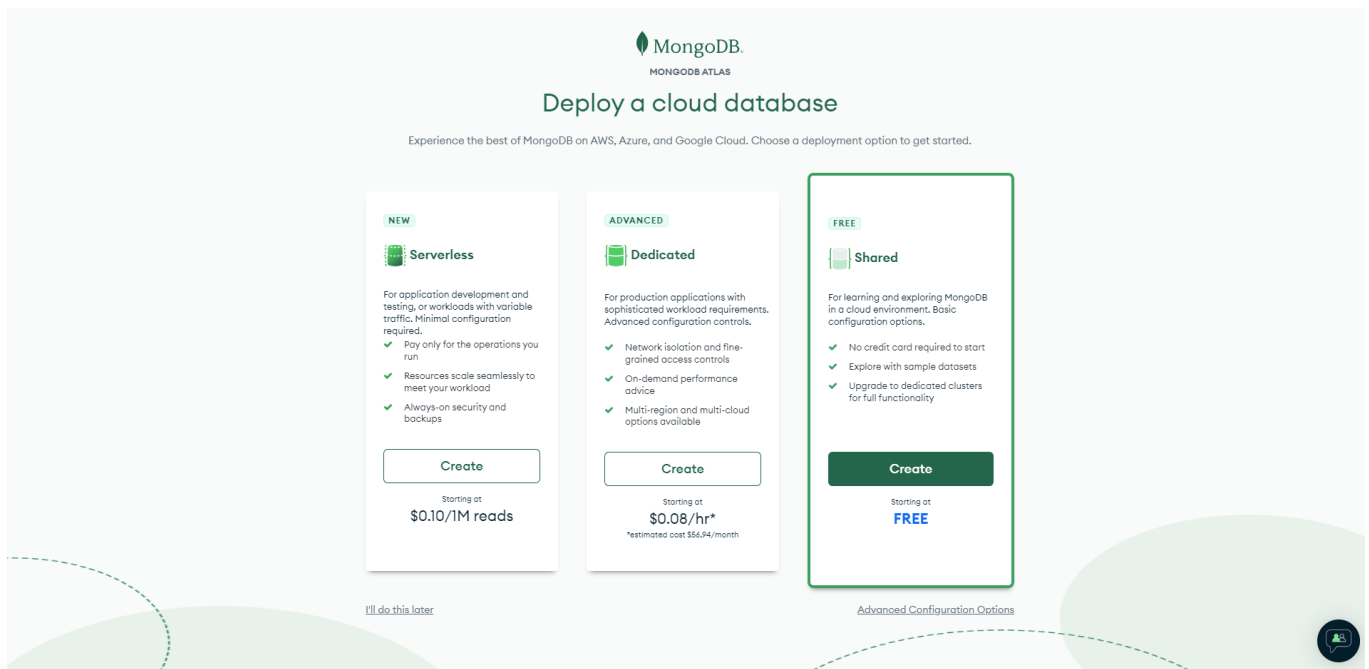 MongoDB.
MONGODB ATLAS
Deploy a cloud database
Experience the best of MongoDB on AWS, Azure, and Google Cloud. Choose a deployment option to get started.
NEW
Serverless
For application development and
testing, or workloads with variable
traffic. Minimal configuration
required.
Pay only for the operations you
run
Resources scale seamlessly to
meet your workload
Always-on security and
backups
Create
Starting at
$0.10/1M reads
ADVANCED
Dedicated
For production applications with
sophisticated workload requirements.
Advanced configuration controls.
Network isolation and fine-
grained access controls
On-demand performance
advice
Multi-region and multi-cloud
options available
Create
Starting at
$0.08/hr*
*estimated cost $56.94/month
FREE
Shared
For learning and exploring MongoDB
in a cloud environment. Basic
configuration options.
No credit card required to start
Explore with sample datasets
Upgrade to dedicated clusters
for full functionality
Create
Starting at
FREE
I'll do this later
Advanced Configuration Options